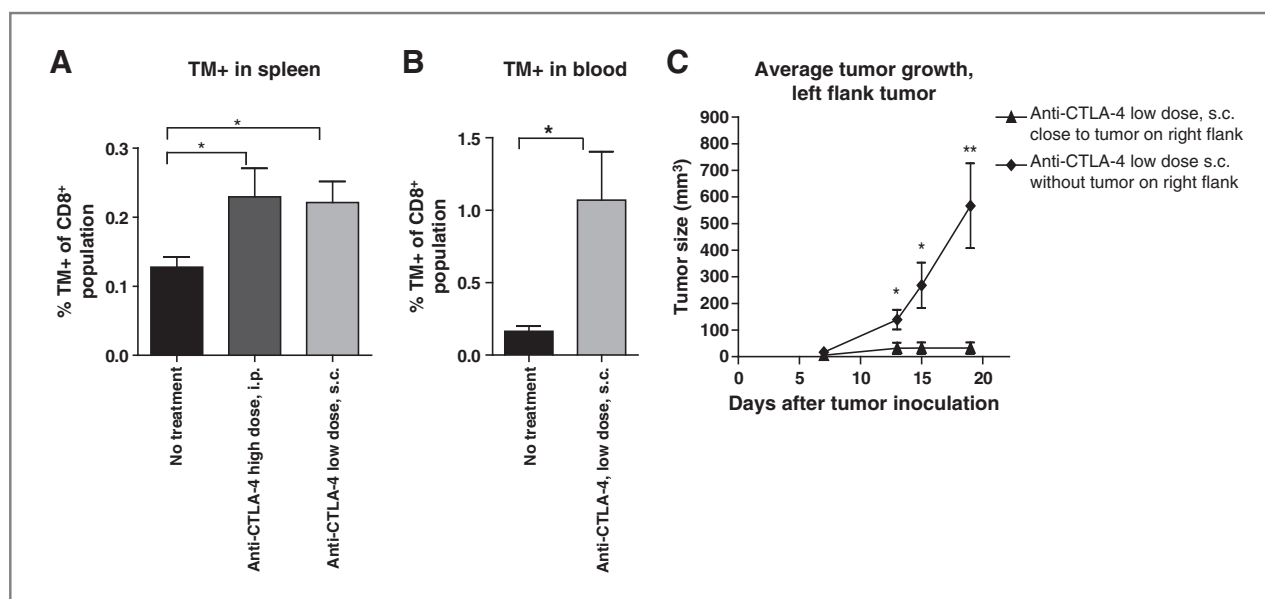 A
TM+ in spleen
% TM+ of CD8⁺
population
0.3
0.2
0.1
0.0
*
*
No treatment
Anti-CTLA-4 high dose, i.p.
Anti-CTLA-4 low dose, s.c.
B
TM+ in blood
% TM+ of CD8⁺
population
1.5
1.0
0.5
0.0
*
No treatment
Anti-CTLA-4, low dose, s.c.
C
Average tumor growth,
left flank tumor
Tumor size (mm³)
900
800
700
600
500
400
300
200
100
0
*
*
**
0 5 10 15 20
Days after tumor inoculation
Anti-CTLA-4 low dose, s.c.
close to tumor on right flank
Anti-CTLA-4 low dose s.c.
without tumor on right flank